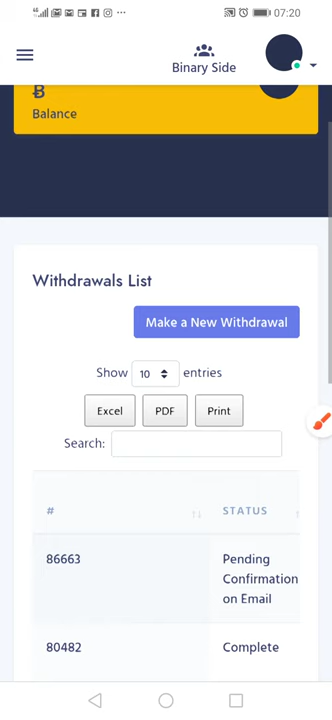 07:20
Binary Side
Balance
Withdrawals List
Make a New Withdrawal
Show 10 entries
Excel PDF Print
Search:
# STATUS
86663 Pending
Confirmation
on Email
80482 Complete